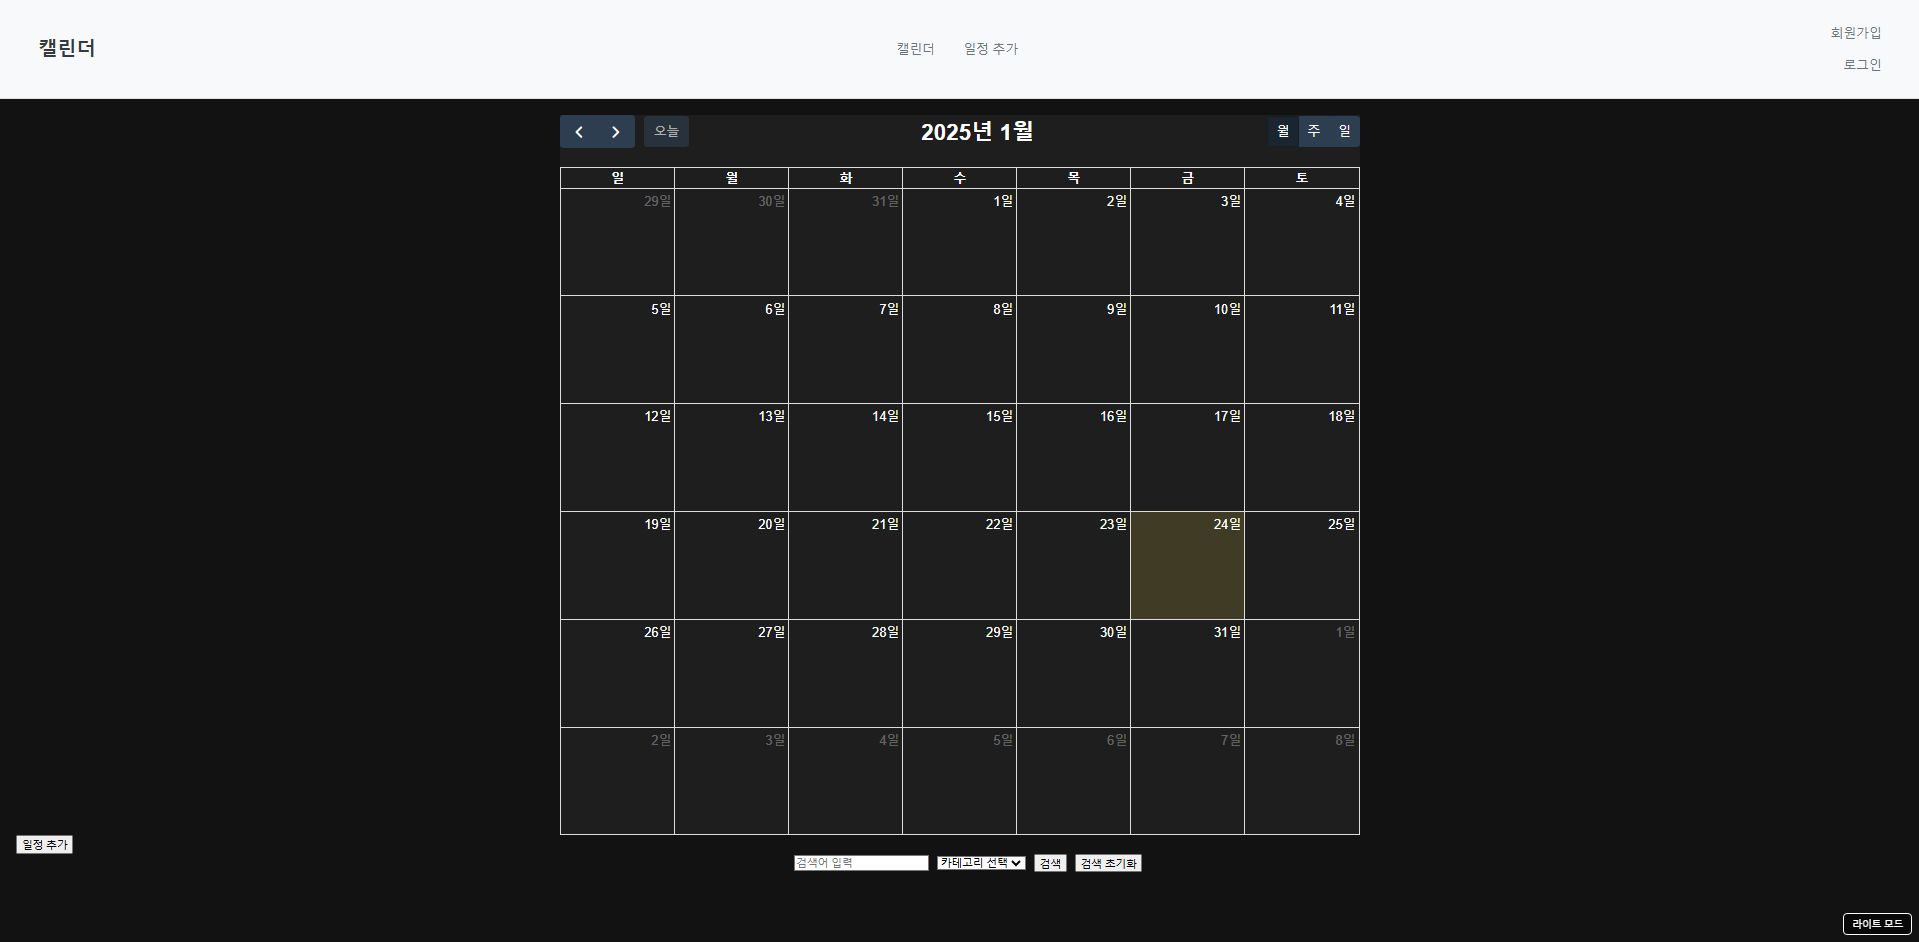 캘린더
캘린더 일정 추가
회원가입
로그인
오늘 2025년 1월 월 주 일
일 월 화 수 목 금 토
29일 30일 31일 1일 2일 3일 4일
5일 6일 7일 8일 9일 10일 11일
12일 13일 14일 15일 16일 17일 18일
19일 20일 21일 22일 23일 24일 25일
26일 27일 28일 29일 30일 31일 1일
2일 3일 4일 5일 6일 7일 8일
일정 추가
검색어 입력 카테고리 선택 검색 검색 초기화
라이트 모드